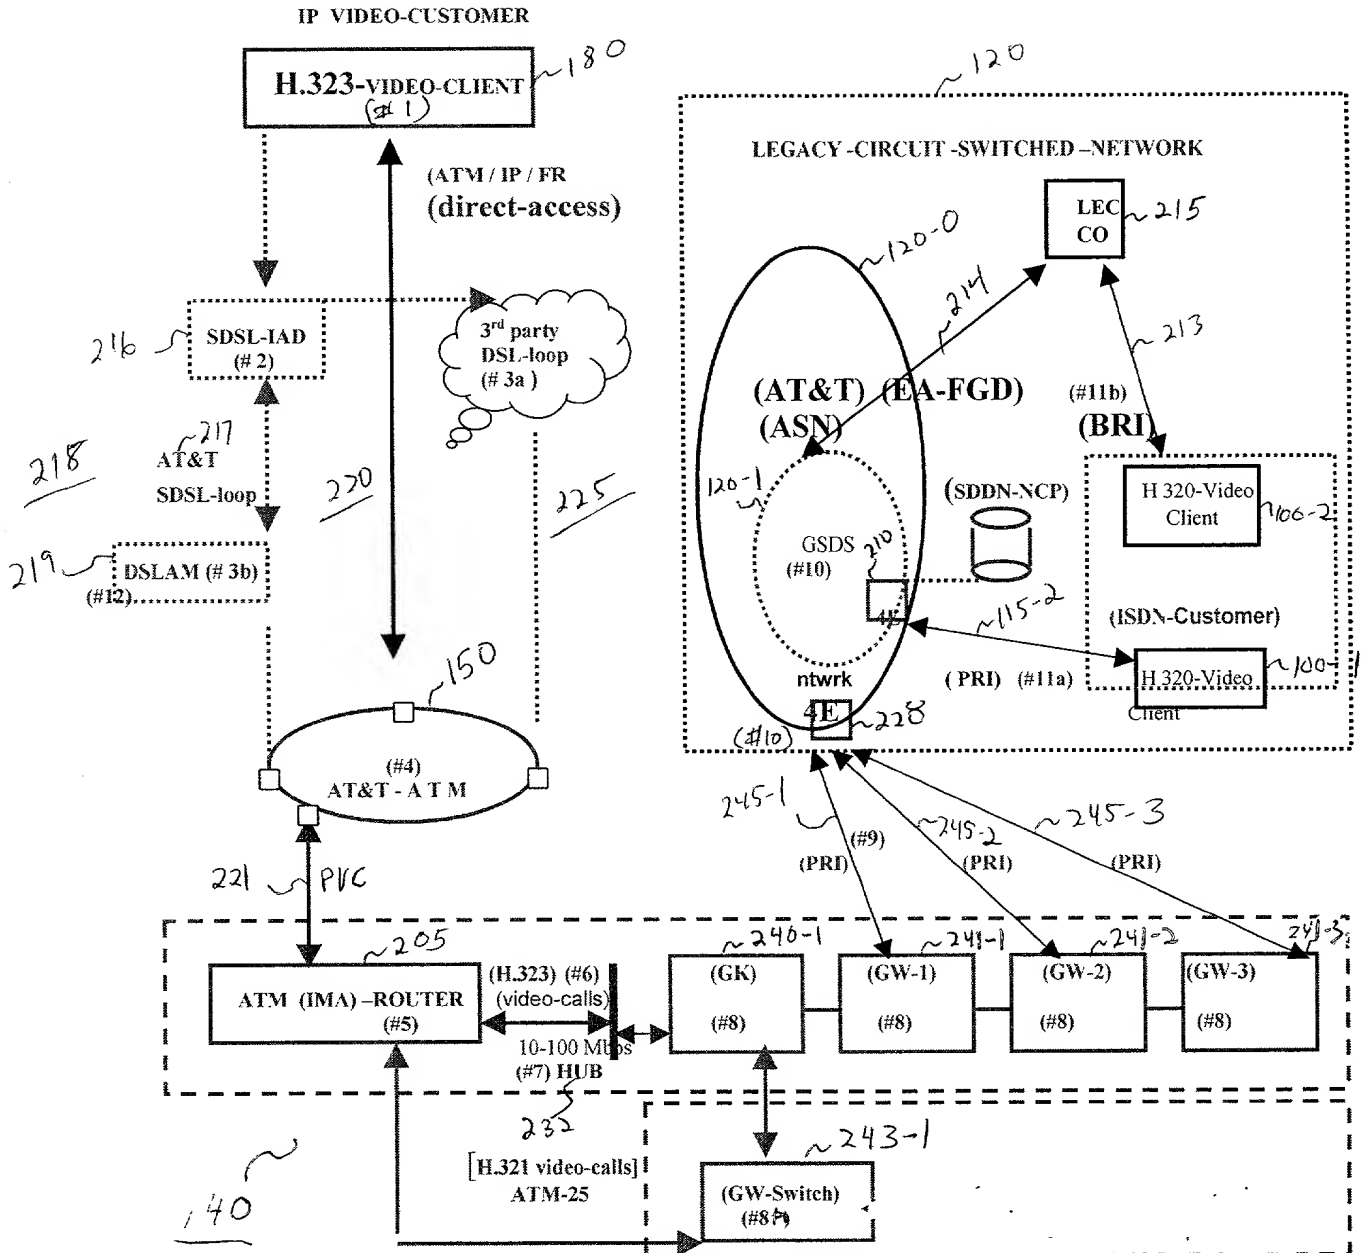 IP VIDEO-CUSTOMER
H.323-VIDEO-CLIENT
(# 1)
180
120
LEGACY -CIRCUIT -SWITCHED –NETWORK
(ATM / IP / FR
(direct-access)
LEC
CO
215
120-0
214
213
216
SDSL-IAD
(# 2)
3rd party
DSL-loop
(# 3a )
(AT&T) (EA-FGD)
(ASN)
(#11b)
(BRI)
218
217
AT&T
SDSL-loop
220
225
120-1
(SDDN-NCP)
H 320-Video
Client
100-2
GSDS
(#10)
210
4E
219
DSLAM (# 3b)
(#12)
115-2
(ISDN-Customer)
150
ntwrk
4E
(#10)
228
( PRI) (#11a)
H 320-Video
Client
100-1
(#4)
AT&T - A T M
245-1
(#9)
(PRI)
245-2
(PRI)
245-3
(PRI)
221
PVC
205
ATM (IMA) –ROUTER
(#5)
(H.323) (#6)
(video-calls)
10-100 Mbps
(#7) HUB
232
240-1
(GK)
(#8)
241-1
(GW-1)
(#8)
241-2
(GW-2)
(#8)
241-3
(GW-3)
(#8)
140
[H.321 video-calls]
ATM-25
243-1
(GW-Switch)
(#8A)